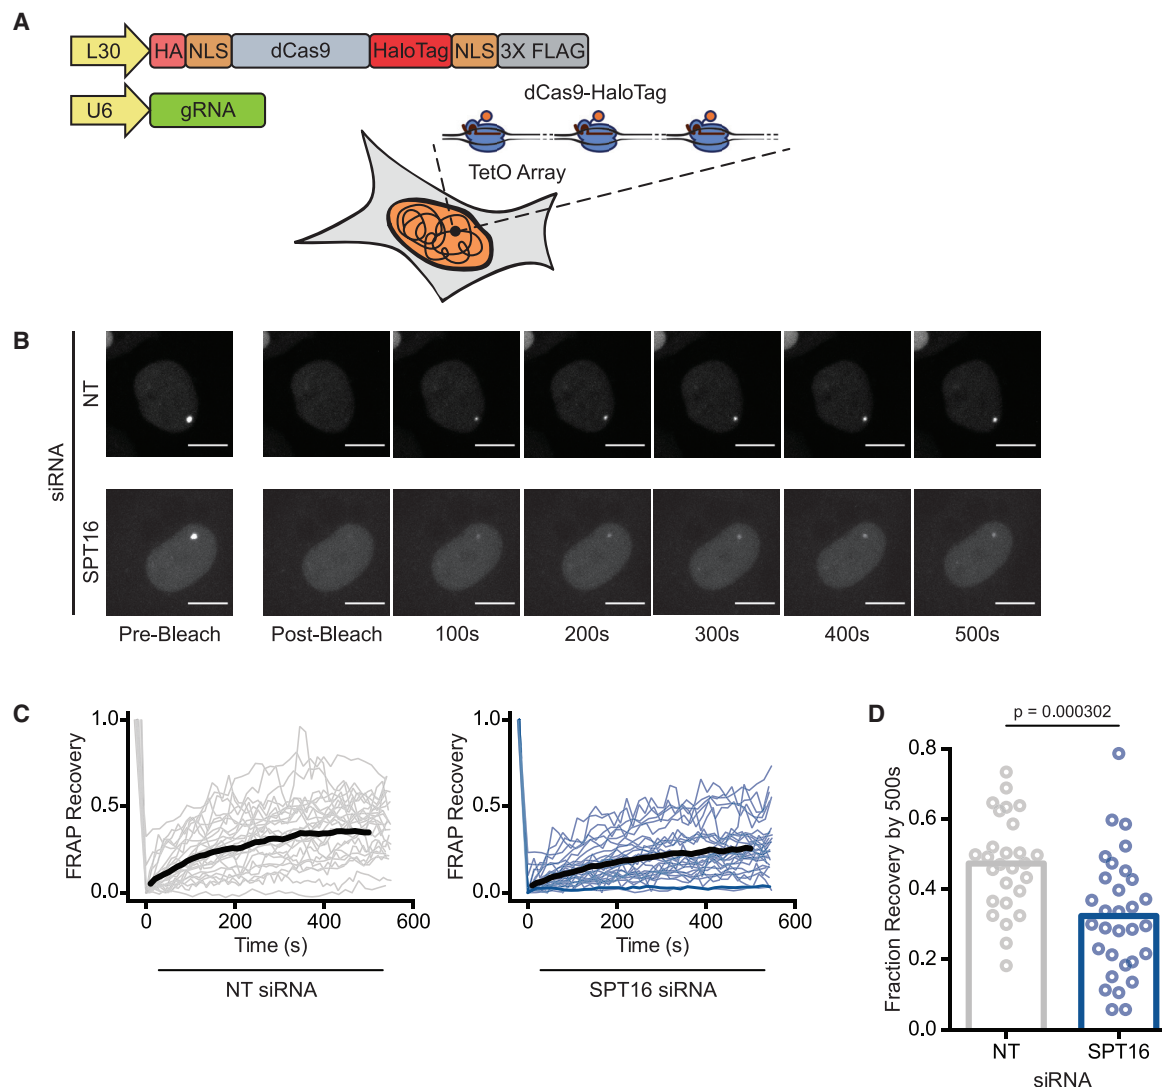 A
L30 HA NLS dCas9 HaloTag NLS 3X FLAG
U6 gRNA
dCas9-HaloTag
TetO Array
B
siRNA
NT
SPT16
Pre-Bleach Post-Bleach 100s 200s 300s 400s 500s
C
FRAP Recovery
1.0
0.5
0.0
0 200 400 600
Time (s)
NT siRNA
FRAP Recovery
1.0
0.5
0.0
0 200 400 600
Time (s)
SPT16 siRNA
D
p = 0.000302
Fraction Recovery by 500s
0.8
0.6
0.4
0.2
0.0
NT SPT16
siRNA